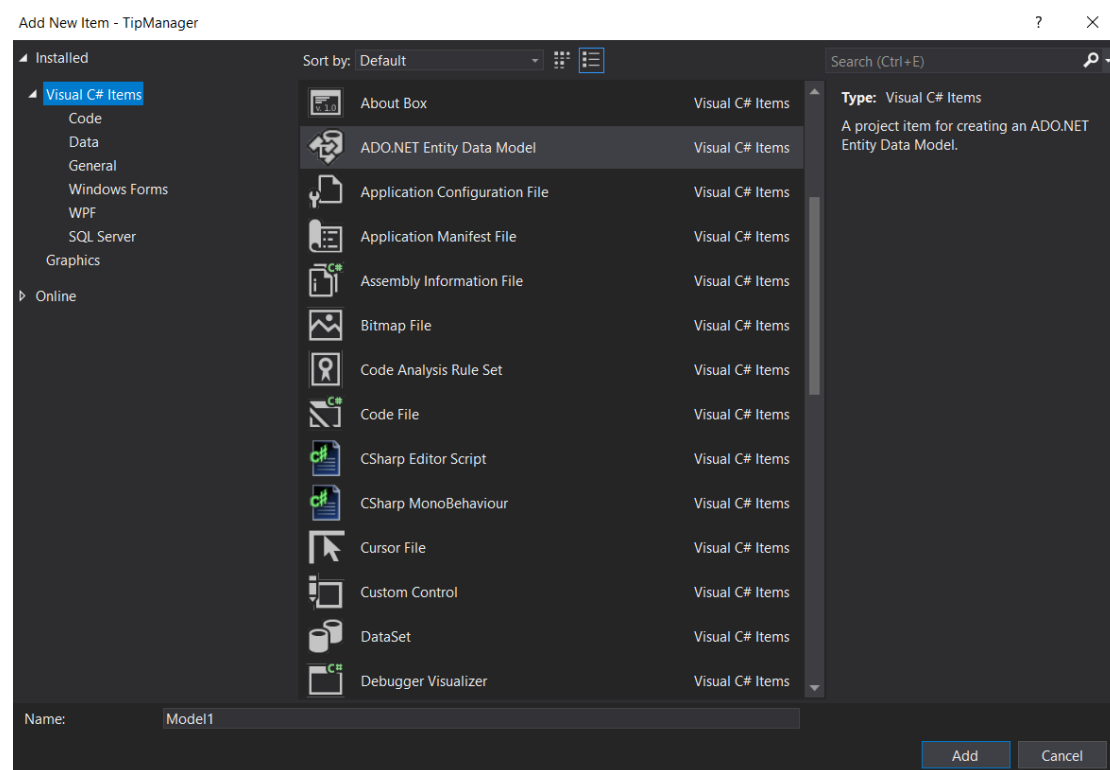 Add New Item - TipManager
?
Installed
Visual C# Items
Code
Data
General
Windows Forms
WPF
SQL Server
Graphics
Online
Sort by: Default
About Box Visual C# Items
ADO.NET Entity Data Model Visual C# Items
Application Configuration File Visual C# Items
Application Manifest File Visual C# Items
Assembly Information File Visual C# Items
Bitmap File Visual C# Items
Code Analysis Rule Set Visual C# Items
Code File Visual C# Items
CSharp Editor Script Visual C# Items
CSharp MonoBehaviour Visual C# Items
Cursor File Visual C# Items
Custom Control Visual C# Items
DataSet Visual C# Items
Debugger Visualizer Visual C# Items
Search (Ctrl+E)
Type: Visual C# Items
A project item for creating an ADO.NET
Entity Data Model.
Name: Model1
Add Cancel